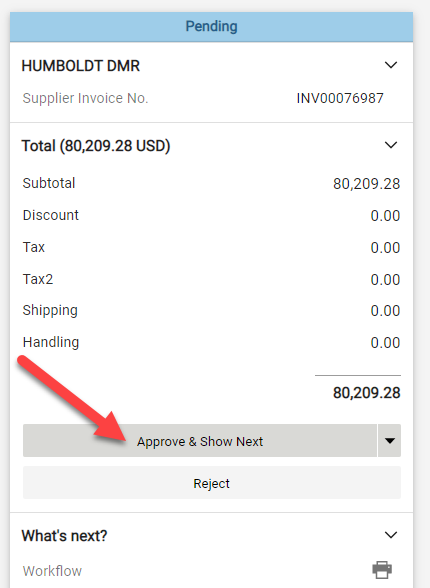 Pending
HUMBOLDT DMR
Supplier Invoice No. INV00076987
Total (80,209.28 USD)
Subtotal 80,209.28
Discount 0.00
Tax 0.00
Tax2 0.00
Shipping 0.00
Handling 0.00
80,209.28
Approve & Show Next
Reject
What's next?
Workflow